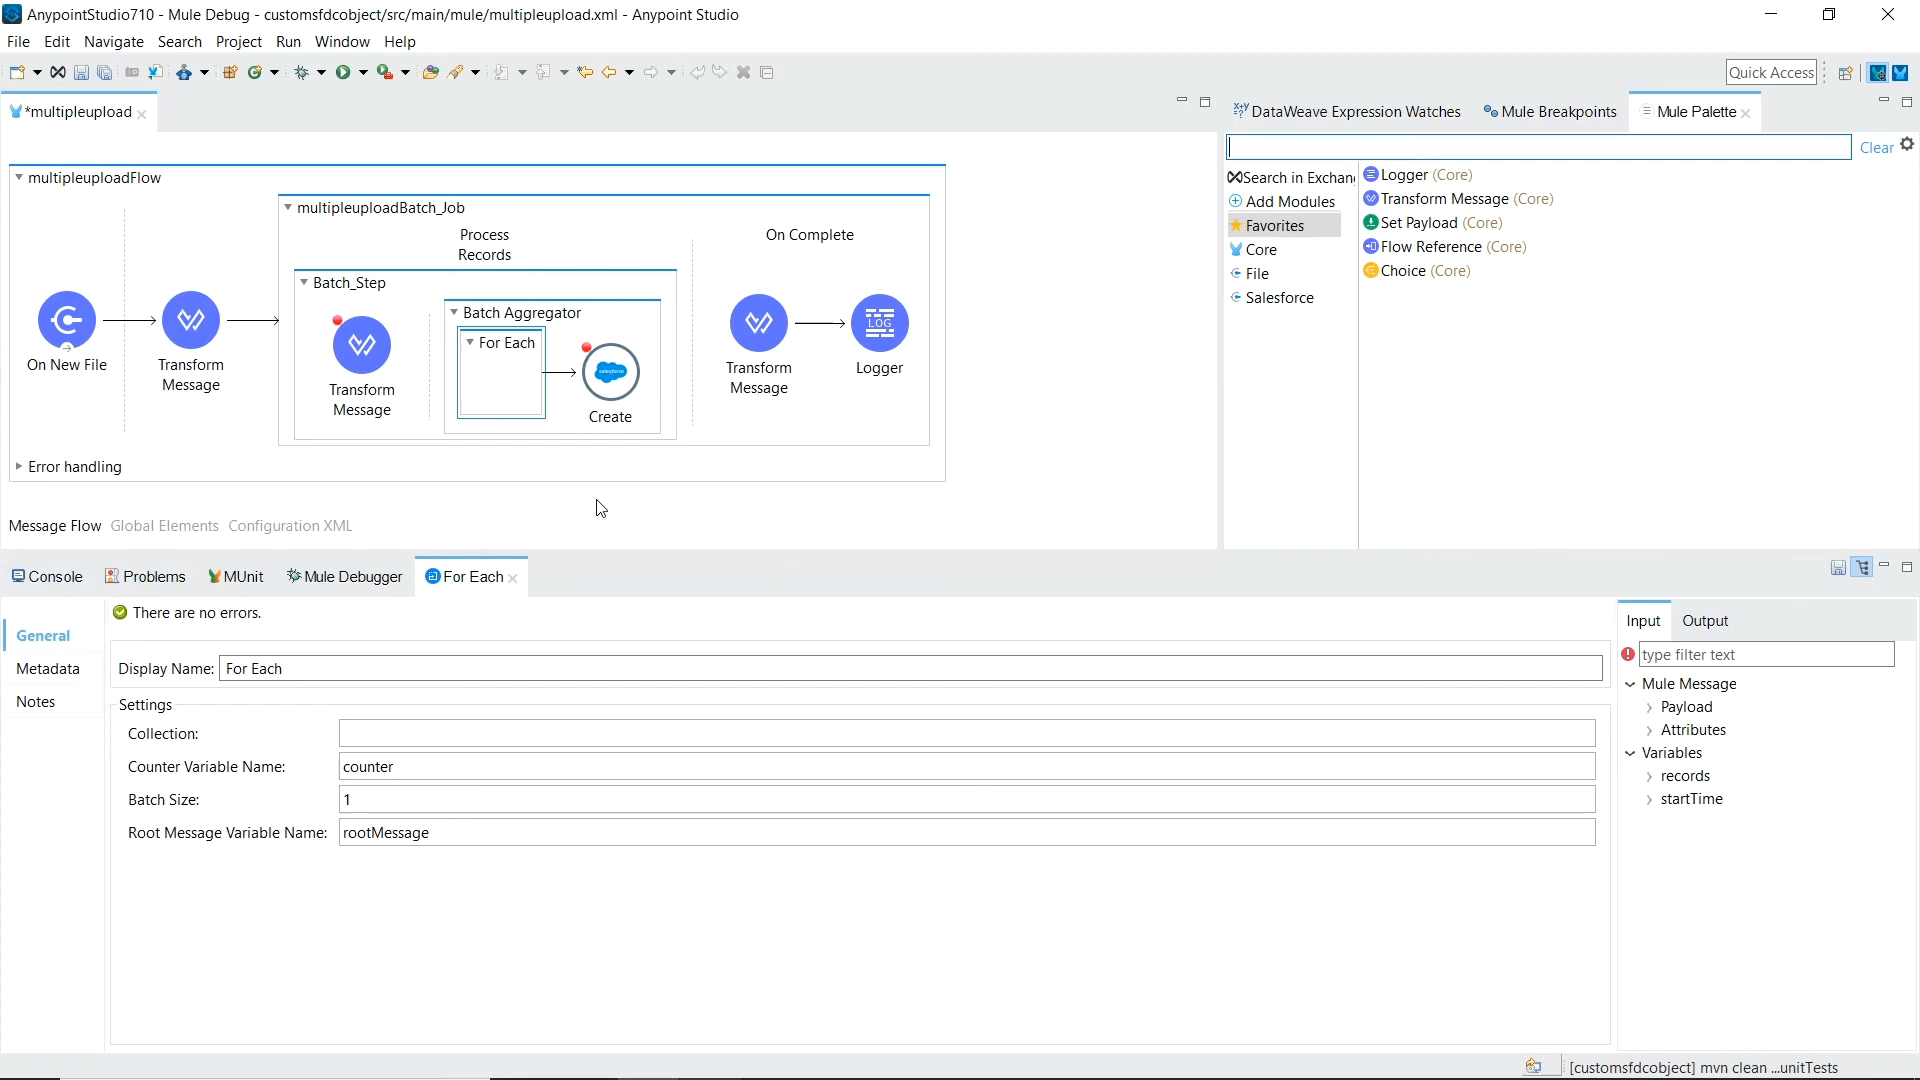 AnypointStudio710 - Mule Debug - customsfdcobject/src/main/mule/multipleupload.xml - Anypoint Studio
File Edit Navigate Search Project Run Window Help
Quick Access
*multipleupload
DataWeave Expression Watches Mule Breakpoints Mule Palette
Clear
multipleuploadFlow
multipleuploadBatch_Job
Process
Records
On Complete
Batch_Step
Batch Aggregator
For Each
On New File
Transform
Message
Transform
Message
salesforce
Create
Transform
Message
LOG
Logger
Error handling
Message Flow Global Elements Configuration XML
Search in Exchan
Add Modules
Favorites
Core
File
Salesforce
Logger (Core)
Transform Message (Core)
Set Payload (Core)
Flow Reference (Core)
Choice (Core)
Console Problems MUnit Mule Debugger For Each
There are no errors.
General
Metadata
Notes
Display Name: For Each
Settings
Collection:
Counter Variable Name: counter
Batch Size: 1
Root Message Variable Name: rootMessage
Input Output
type filter text
Mule Message
Payload
Attributes
Variables
records
startTime
[customsfdcobject] mvn clean ...unitTests